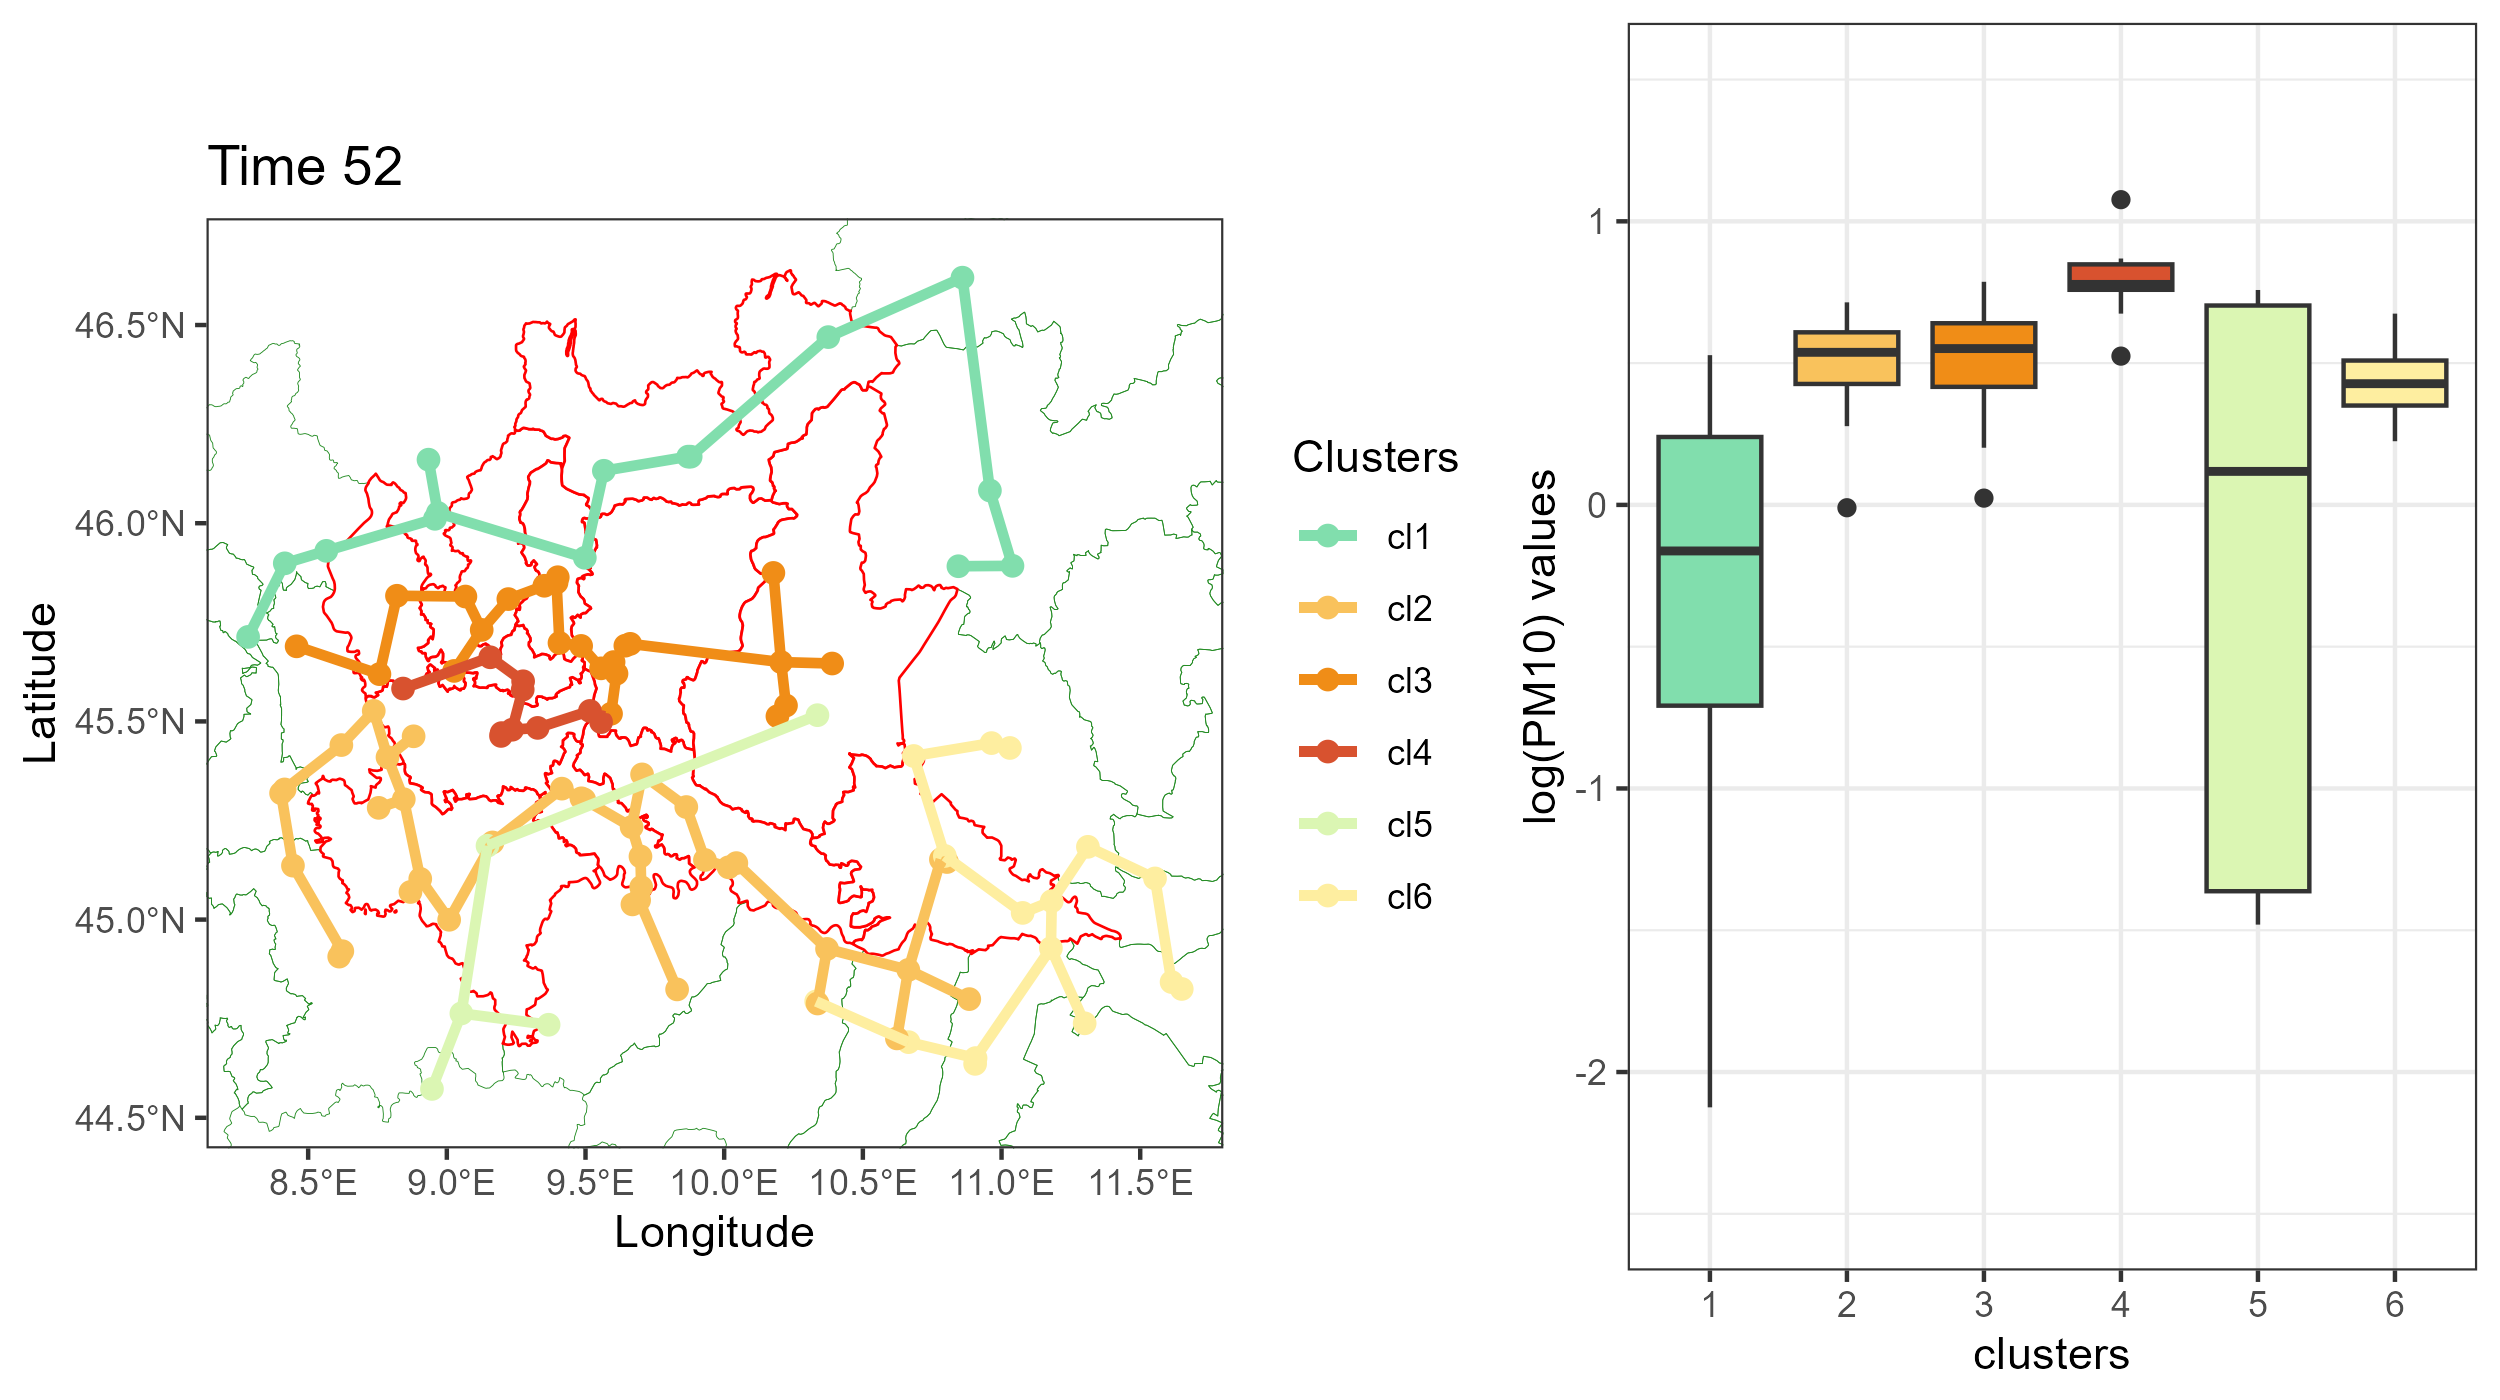 Time 52
46.5°N
46.0°N
45.5°N
45.0°N
44.5°N
Latitude
8.5°E 9.0°E 9.5°E 10.0°E 10.5°E 11.0°E 11.5°E
Longitude
Clusters
cl1
cl2
cl3
cl4
cl5
cl6
1
0
-1
-2
log(PM10) values
1 2 3 4 5 6
clusters